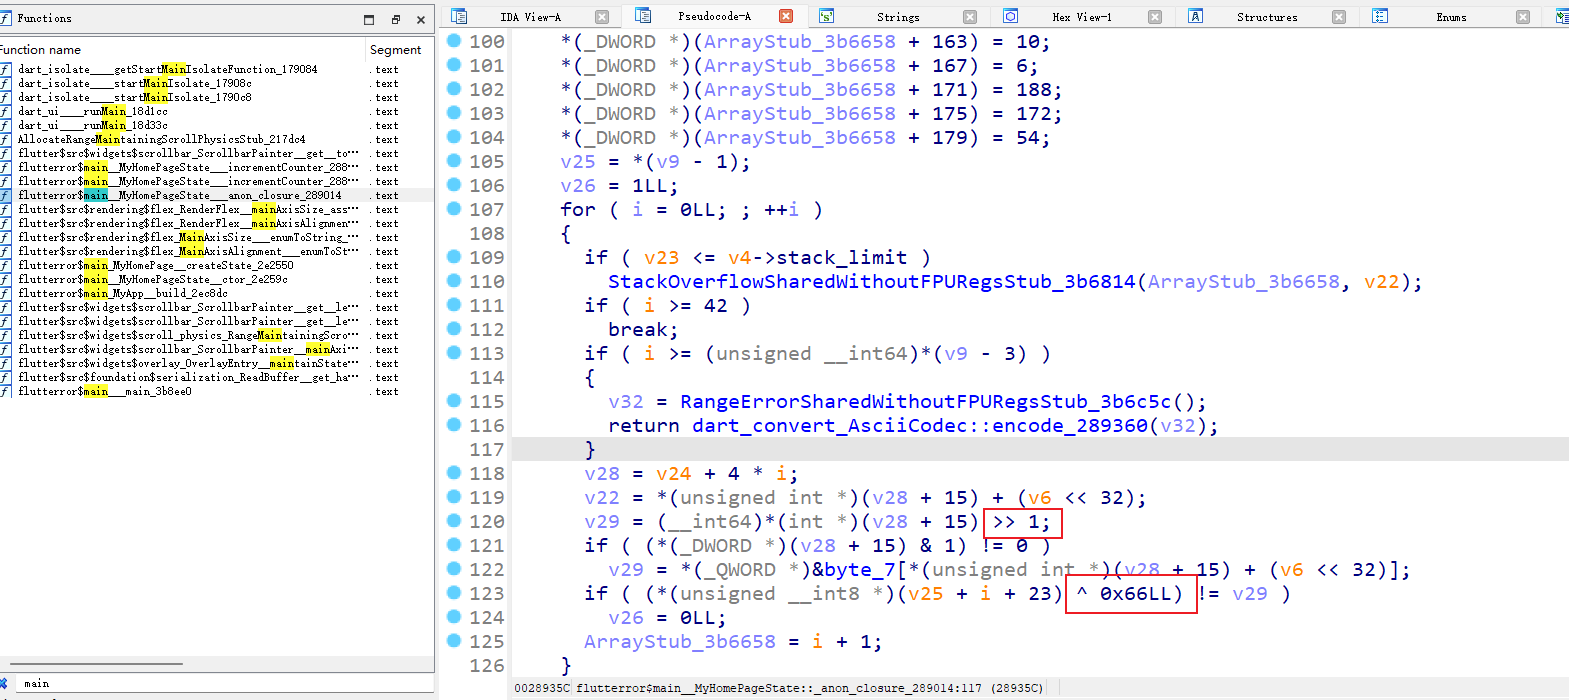 Functions
Function name
Segment
dart_isolate____getStartMainIsolateFunction_179084 .text
dart_isolate____startMainIsolate_17908c .text
dart_isolate____startMainIsolate_1790c8 .text
dart_ui____runMain_18d1cc .text
dart_ui____runMain_18d33c .text
AllocateRangeMaintainingScrollPhysicsStub_217dc4 .text
flutter$src$widgets$scrollbar_ScrollbarPainter__get__to⋯ .text
flutterror$main__MyHomePageState___incrementCounter_288⋯ .text
flutterror$main__MyHomePageState___incrementCounter_288⋯ .text
flutterror$main__MyHomePageState___anon_closure_289014 .text
flutter$src$rendering$flex_RenderFlex__mainAxisSize_ass⋯ .text
flutter$src$rendering$flex_RenderFlex__mainAxisAlignmen⋯ .text
flutter$src$rendering$flex_MainAxisSize___enumToString_⋯ .text
flutter$src$rendering$flex_MainAxisAlignment___enumToSt⋯ .text
flutterror$main_MyHomePage__createState_2e2550 .text
flutterror$main__MyHomePageState__ctor_2e259c .text
flutterror$main_MyApp__build_2ec8dc .text
flutter$src$widgets$scrollbar_ScrollbarPainter__get__le⋯ .text
flutter$src$widgets$scrollbar_ScrollbarPainter__get__le⋯ .text
flutter$src$widgets$scroll_physics_RangeMaintainingScro⋯ .text
flutter$src$widgets$scrollbar_ScrollbarPainter__mainAxi⋯ .text
flutter$src$widgets$overlay_OverlayEntry__maintainState⋯ .text
flutter$src$foundation$serialization_ReadBuffer__get_ha⋯ .text
flutterror$main___main_3b8ee0 .text
main
IDA View-A
Pseudocode-A
Strings
Hex View-1
Structures
Enums
100 *(_DWORD *)(ArrayStub_3b6658 + 163) = 10;
101 *(_DWORD *)(ArrayStub_3b6658 + 167) = 6;
102 *(_DWORD *)(ArrayStub_3b6658 + 171) = 188;
103 *(_DWORD *)(ArrayStub_3b6658 + 175) = 172;
104 *(_DWORD *)(ArrayStub_3b6658 + 179) = 54;
105 v25 = *(v9 - 1);
106 v26 = 1LL;
107 for ( i = 0LL; ; ++i )
108 {
109 if ( v23 <= v4->stack_limit )
110 StackOverflowSharedWithoutFPURegsStub_3b6814(ArrayStub_3b6658, v22);
111 if ( i >= 42 )
112 break;
113 if ( i >= (unsigned __int64)*(v9 - 3) )
114 {
115 v32 = RangeErrorSharedWithoutFPURegsStub_3b6c5c();
116 return dart_convert_AsciiCodec::encode_289360(v32);
117 }
118 v28 = v24 + 4 * i;
119 v22 = *(unsigned int *)(v28 + 15) + (v6 << 32);
120 v29 = (__int64)*(int *)(v28 + 15) >> 1;
121 if ( (*(_DWORD *)(v28 + 15) & 1) != 0 )
122 v29 = *(_QWORD *)&byte_7[*(unsigned int *)(v28 + 15) + (v6 << 32)];
123 if ( (*(unsigned __int8 *)(v25 + i + 23) ^ 0x66LL) != v29 )
124 v26 = 0LL;
125 ArrayStub_3b6658 = i + 1;
126 }
0028935C flutterror$main__MyHomePageState::_anon_closure_289014:117 (28935C)